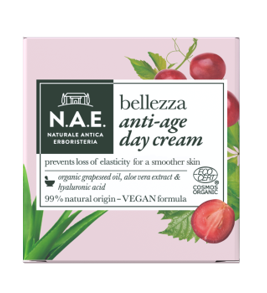 N.A.E.
NATURALE ANTICA
ERBORISTERIA
bellezza
anti-age
day cream
prevents loss of elasticity for a smoother skin
organic grapeseed oil, aloe vera extract &
hyaluronic acid
99% natural origin – VEGAN formula
ECO
CERT
COSMOS
ORGANIC